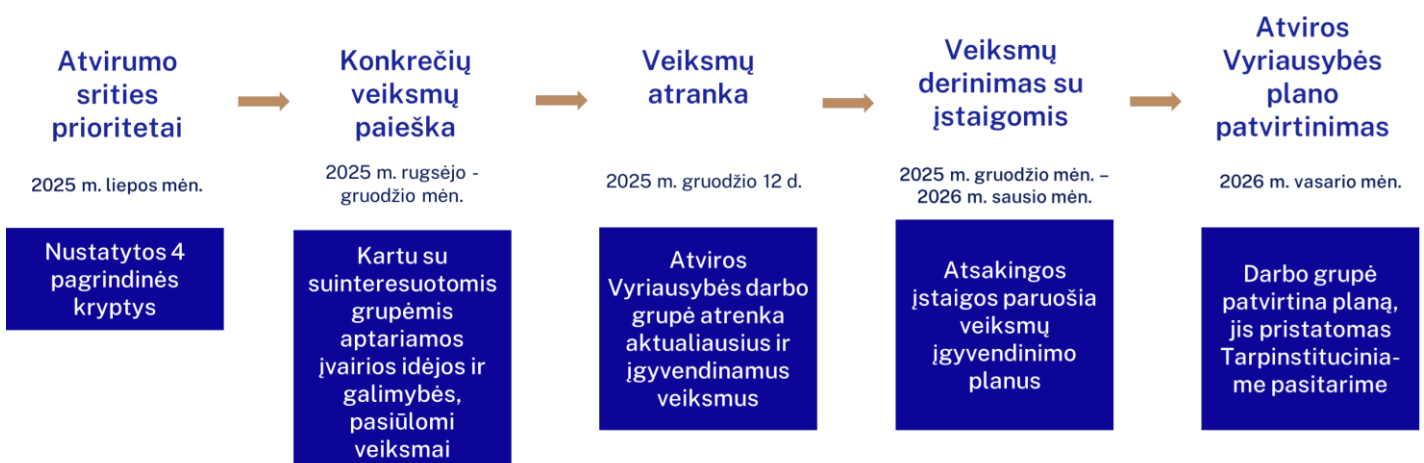 Atvirumo
srities
prioritetai
2025 m. liepos mėn.
Nustatytos 4
pagrindinės
kryptys
Konkrečių
veiksmų
paieška
2025 m. rugsėjo -
gruodžio mėn.
Kartu su
suinteresuotomis
grupėmis
aptariamos
įvairios idėjos ir
galimybės,
pasiūlomi
veiksmai
Veiksmų
atranka
2025 m. gruodžio 12 d.
Atviros
Vyriausybės darbo
grupė atrenka
aktualiausius ir
įgyvendinamus
veiksmus
Veiksmų
derinimas su
įstaigomis
2025 m. gruodžio mėn. –
2026 m. sausio mėn.
Atsakingos
įstaigos paruošia
veiksmų
įgyvendinimo
planus
Atviros
Vyriausybės
plano
patvirtinimas
2026 m. vasario mėn.
Darbo grupė
patvirtina planą,
jis pristatomas
Tarpinstitucinia-
me pasitarime